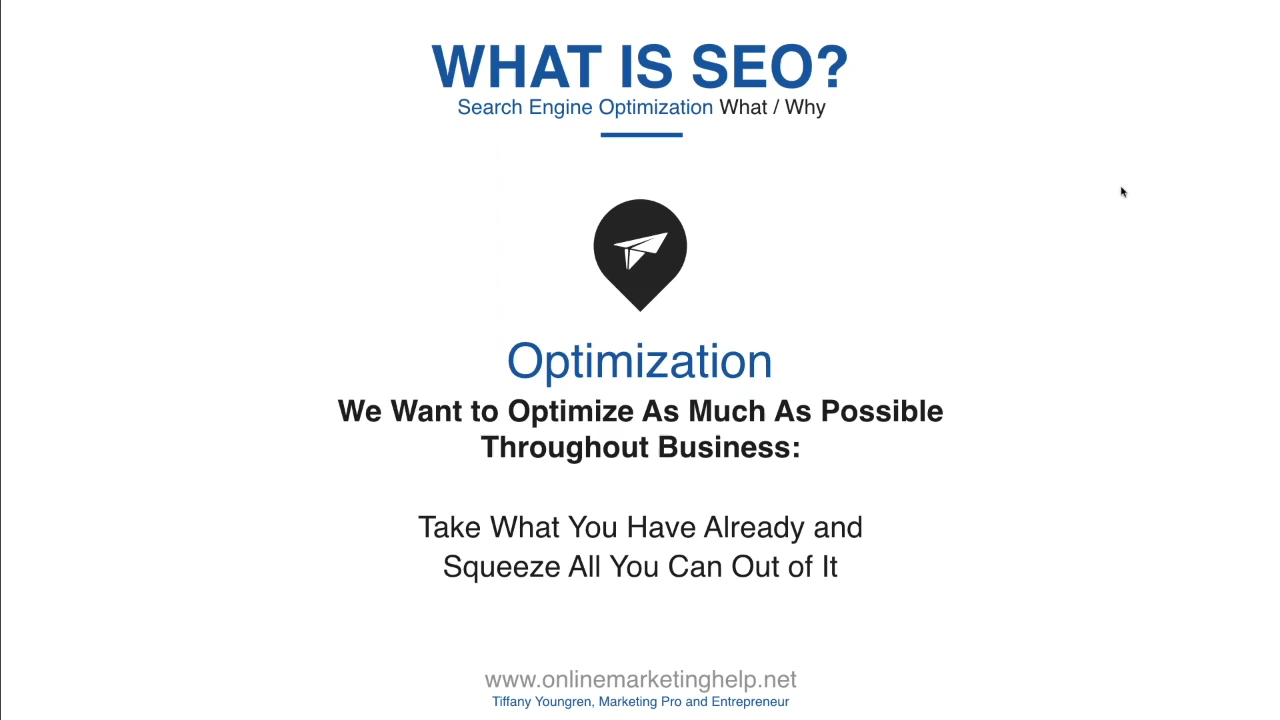 WHAT IS SEO?
Search Engine Optimization What / Why
Optimization
We Want to Optimize As Much As Possible
Throughout Business:
Take What You Have Already and
Squeeze All You Can Out of It
www.onlinemarketinghelp.net
Tiffany Youngren, Marketing Pro and Entrepreneur